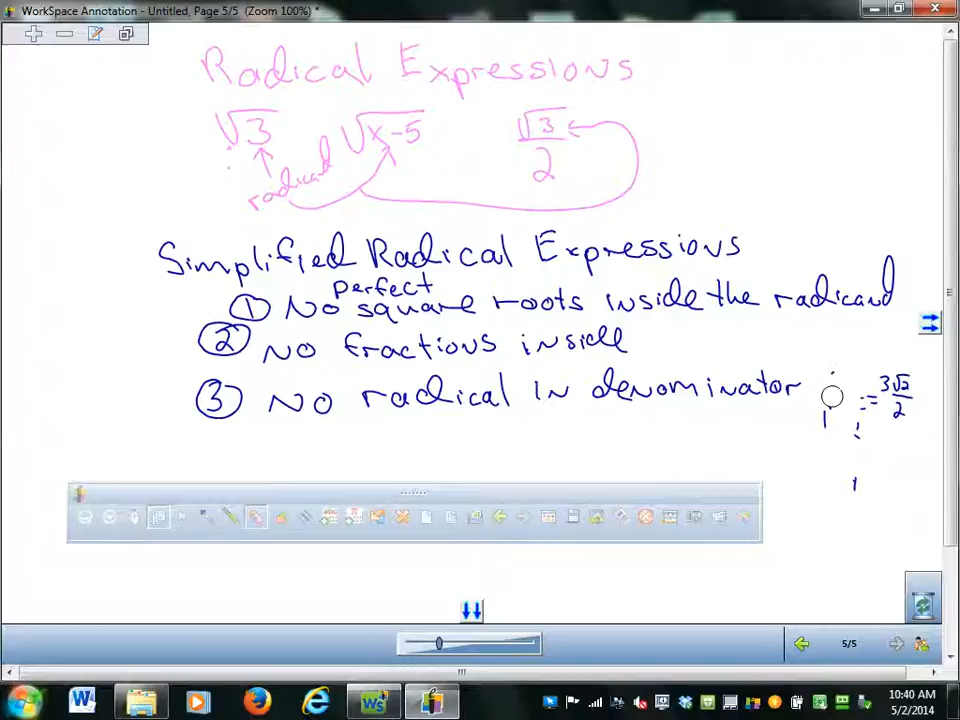 WorkSpace Annotation - Untitled, Page 5/5 (Zoom 100%) *
Radical Expressions
√3 √x-5 √3/2
radicand
Simplified Radical Expressions
perfect
① No square roots inside the radicand
② No fractions inside
③ No radical in denominator
= 3√2/2
5/5
10:40 AM
5/2/2014